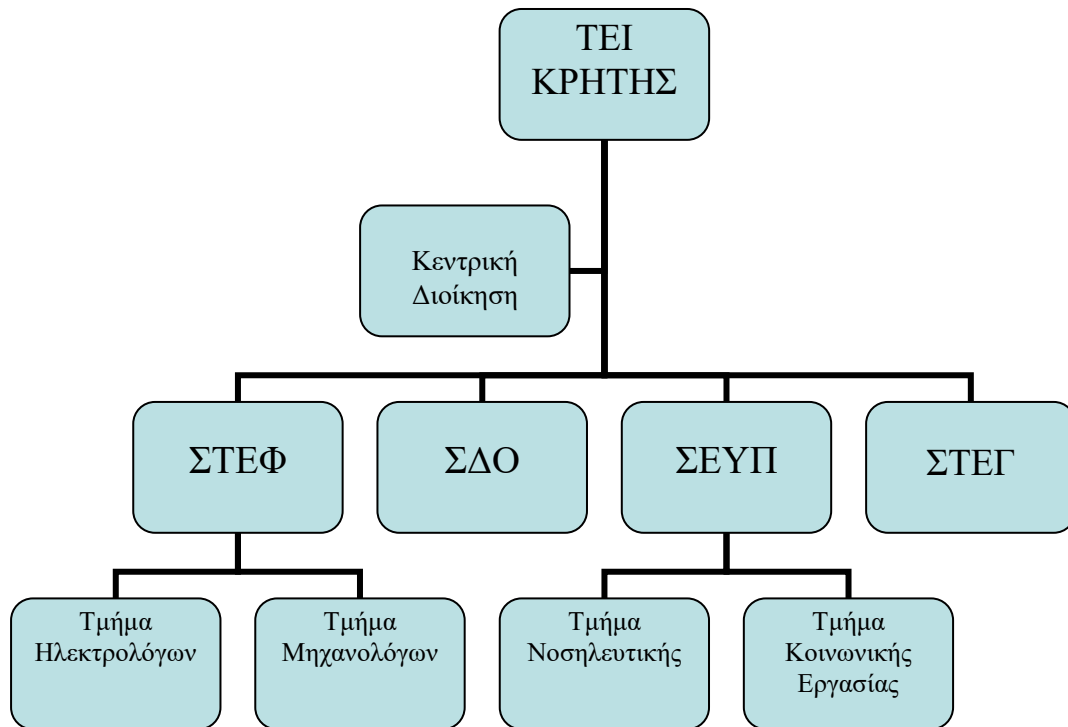 ΤΕΙ
ΚΡΗΤΗΣ
Κεντρική
Διοίκηση
ΣΤΕΦ
ΣΔΟ
ΣΕΥΠ
ΣΤΕΓ
Τμήμα
Ηλεκτρολόγων
Τμήμα
Μηχανολόγων
Τμήμα
Νοσηλευτικής
Τμήμα
Κοινωνικής
Εργασίας